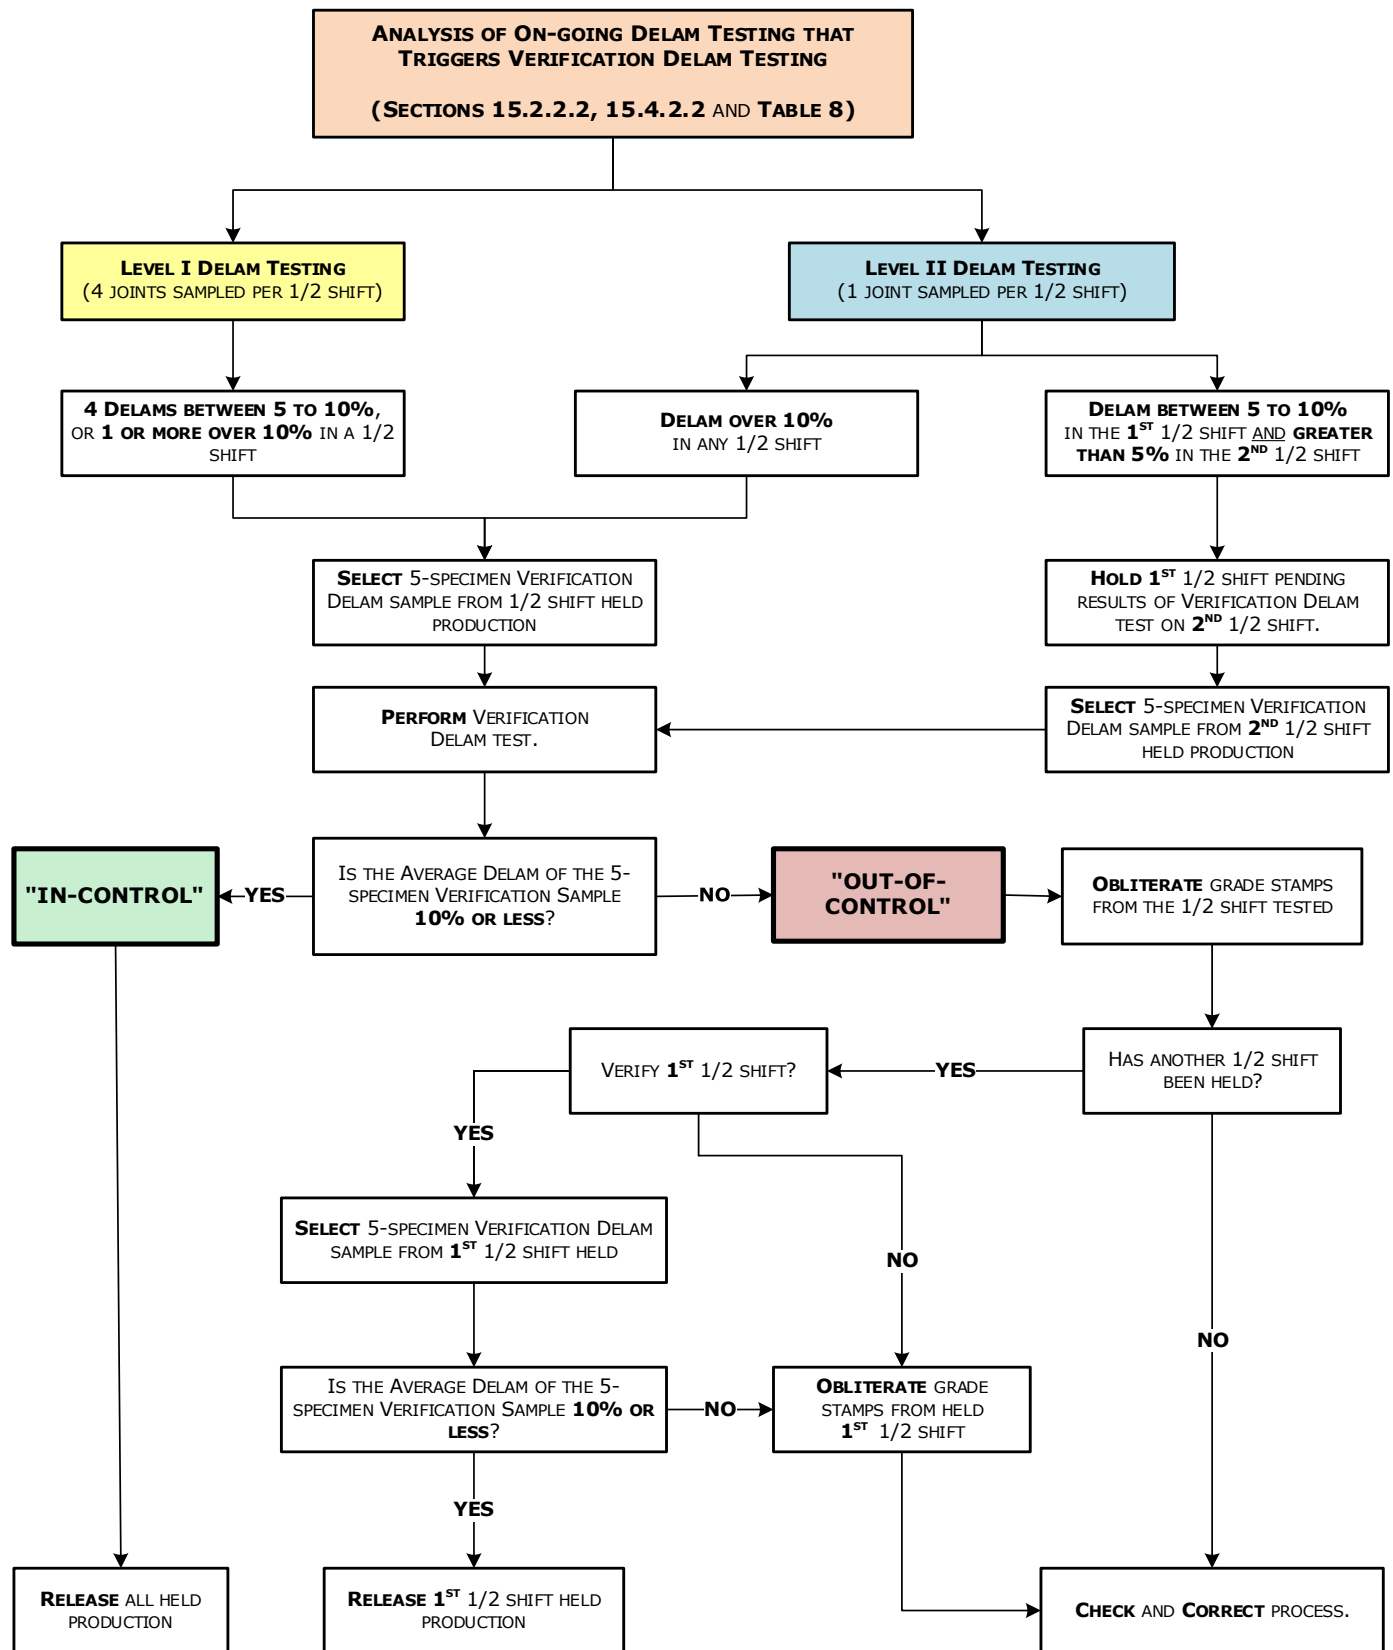 ANALYSIS OF ON-GOING DELAM TESTING THAT
TRIGGERS VERIFICATION DELAM TESTING
(SECTIONS 15.2.2.2, 15.4.2.2 AND TABLE 8)
LEVEL I DELAM TESTING
(4 JOINTS SAMPLED PER 1/2 SHIFT)
LEVEL II DELAM TESTING
(1 JOINT SAMPLED PER 1/2 SHIFT)
4 DELAMS BETWEEN 5 TO 10%,
OR 1 OR MORE OVER 10% IN A 1/2
SHIFT
DELAM OVER 10%
IN ANY 1/2 SHIFT
DELAM BETWEEN 5 TO 10%
IN THE 1ST 1/2 SHIFT AND GREATER
THAN 5% IN THE 2ND 1/2 SHIFT
SELECT 5-SPECIMEN VERIFICATION
DELAM SAMPLE FROM 1/2 SHIFT HELD
PRODUCTION
HOLD 1ST 1/2 SHIFT PENDING
RESULTS OF VERIFICATION DELAM
TEST ON 2ND 1/2 SHIFT.
PERFORM VERIFICATION
DELAM TEST.
SELECT 5-SPECIMEN VERIFICATION
DELAM SAMPLE FROM 2ND 1/2 SHIFT
HELD PRODUCTION
"IN-CONTROL"
YES
IS THE AVERAGE DELAM OF THE 5-
SPECIMEN VERIFICATION SAMPLE
10% OR LESS?
NO
"OUT-OF-
CONTROL"
OBLITERATE GRADE STAMPS
FROM THE 1/2 SHIFT TESTED
VERIFY 1ST 1/2 SHIFT?
YES
HAS ANOTHER 1/2 SHIFT
BEEN HELD?
YES
SELECT 5-SPECIMEN VERIFICATION DELAM
SAMPLE FROM 1ST 1/2 SHIFT HELD
NO
NO
IS THE AVERAGE DELAM OF THE 5-
SPECIMEN VERIFICATION SAMPLE 10% OR
LESS?
NO
OBLITERATE GRADE
STAMPS FROM HELD
1ST 1/2 SHIFT
YES
RELEASE ALL HELD
PRODUCTION
RELEASE 1ST 1/2 SHIFT HELD
PRODUCTION
CHECK AND CORRECT PROCESS.